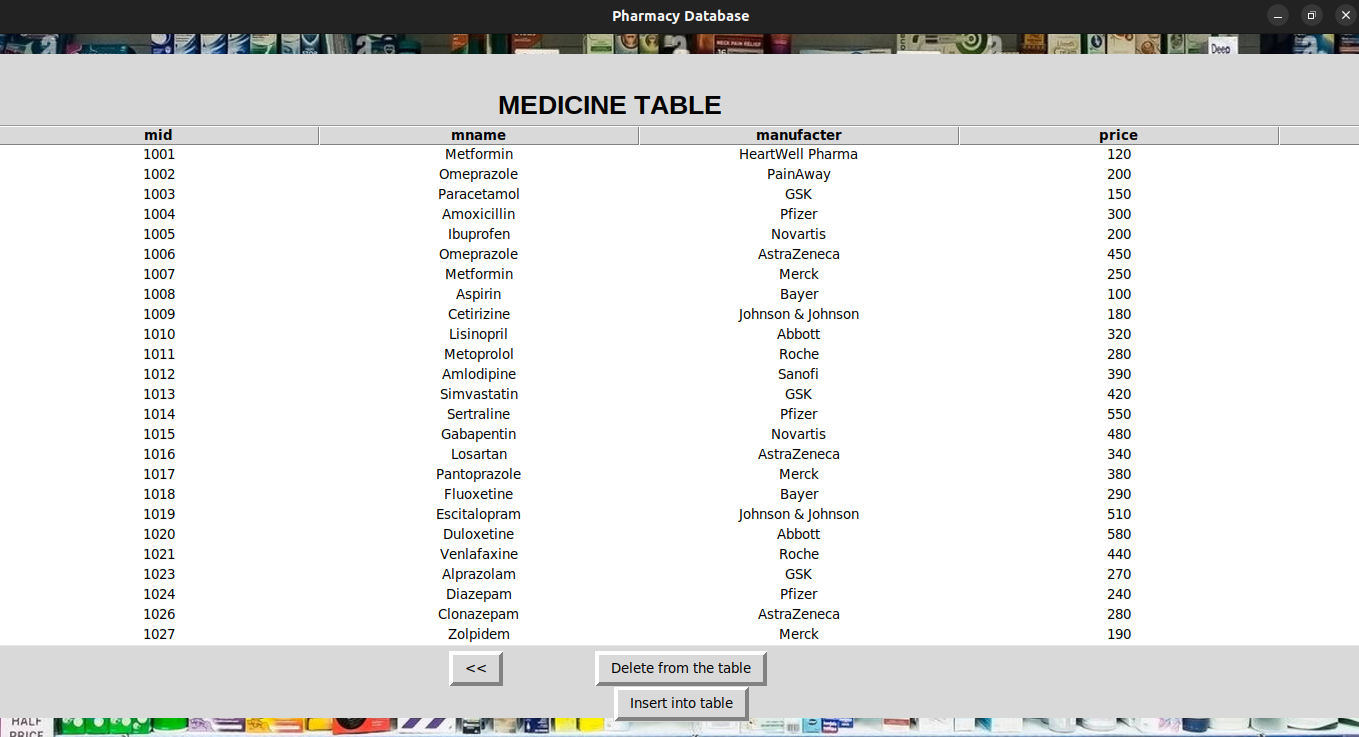 Pharmacy Database
NECK PAIN RELIEF
Deep
MEDICINE TABLE
mid mname manufacter price
1001 Metformin HeartWell Pharma 120
1002 Omeprazole PainAway 200
1003 Paracetamol GSK 150
1004 Amoxicillin Pfizer 300
1005 Ibuprofen Novartis 200
1006 Omeprazole AstraZeneca 450
1007 Metformin Merck 250
1008 Aspirin Bayer 100
1009 Cetirizine Johnson & Johnson 180
1010 Lisinopril Abbott 320
1011 Metoprolol Roche 280
1012 Amlodipine Sanofi 390
1013 Simvastatin GSK 420
1014 Sertraline Pfizer 550
1015 Gabapentin Novartis 480
1016 Losartan AstraZeneca 340
1017 Pantoprazole Merck 380
1018 Fluoxetine Bayer 290
1019 Escitalopram Johnson & Johnson 510
1020 Duloxetine Abbott 580
1021 Venlafaxine Roche 440
1023 Alprazolam GSK 270
1024 Diazepam Pfizer 240
1026 Clonazepam AstraZeneca 280
1027 Zolpidem Merck 190
<< Delete from the table
Insert into table
HALF
PRICE